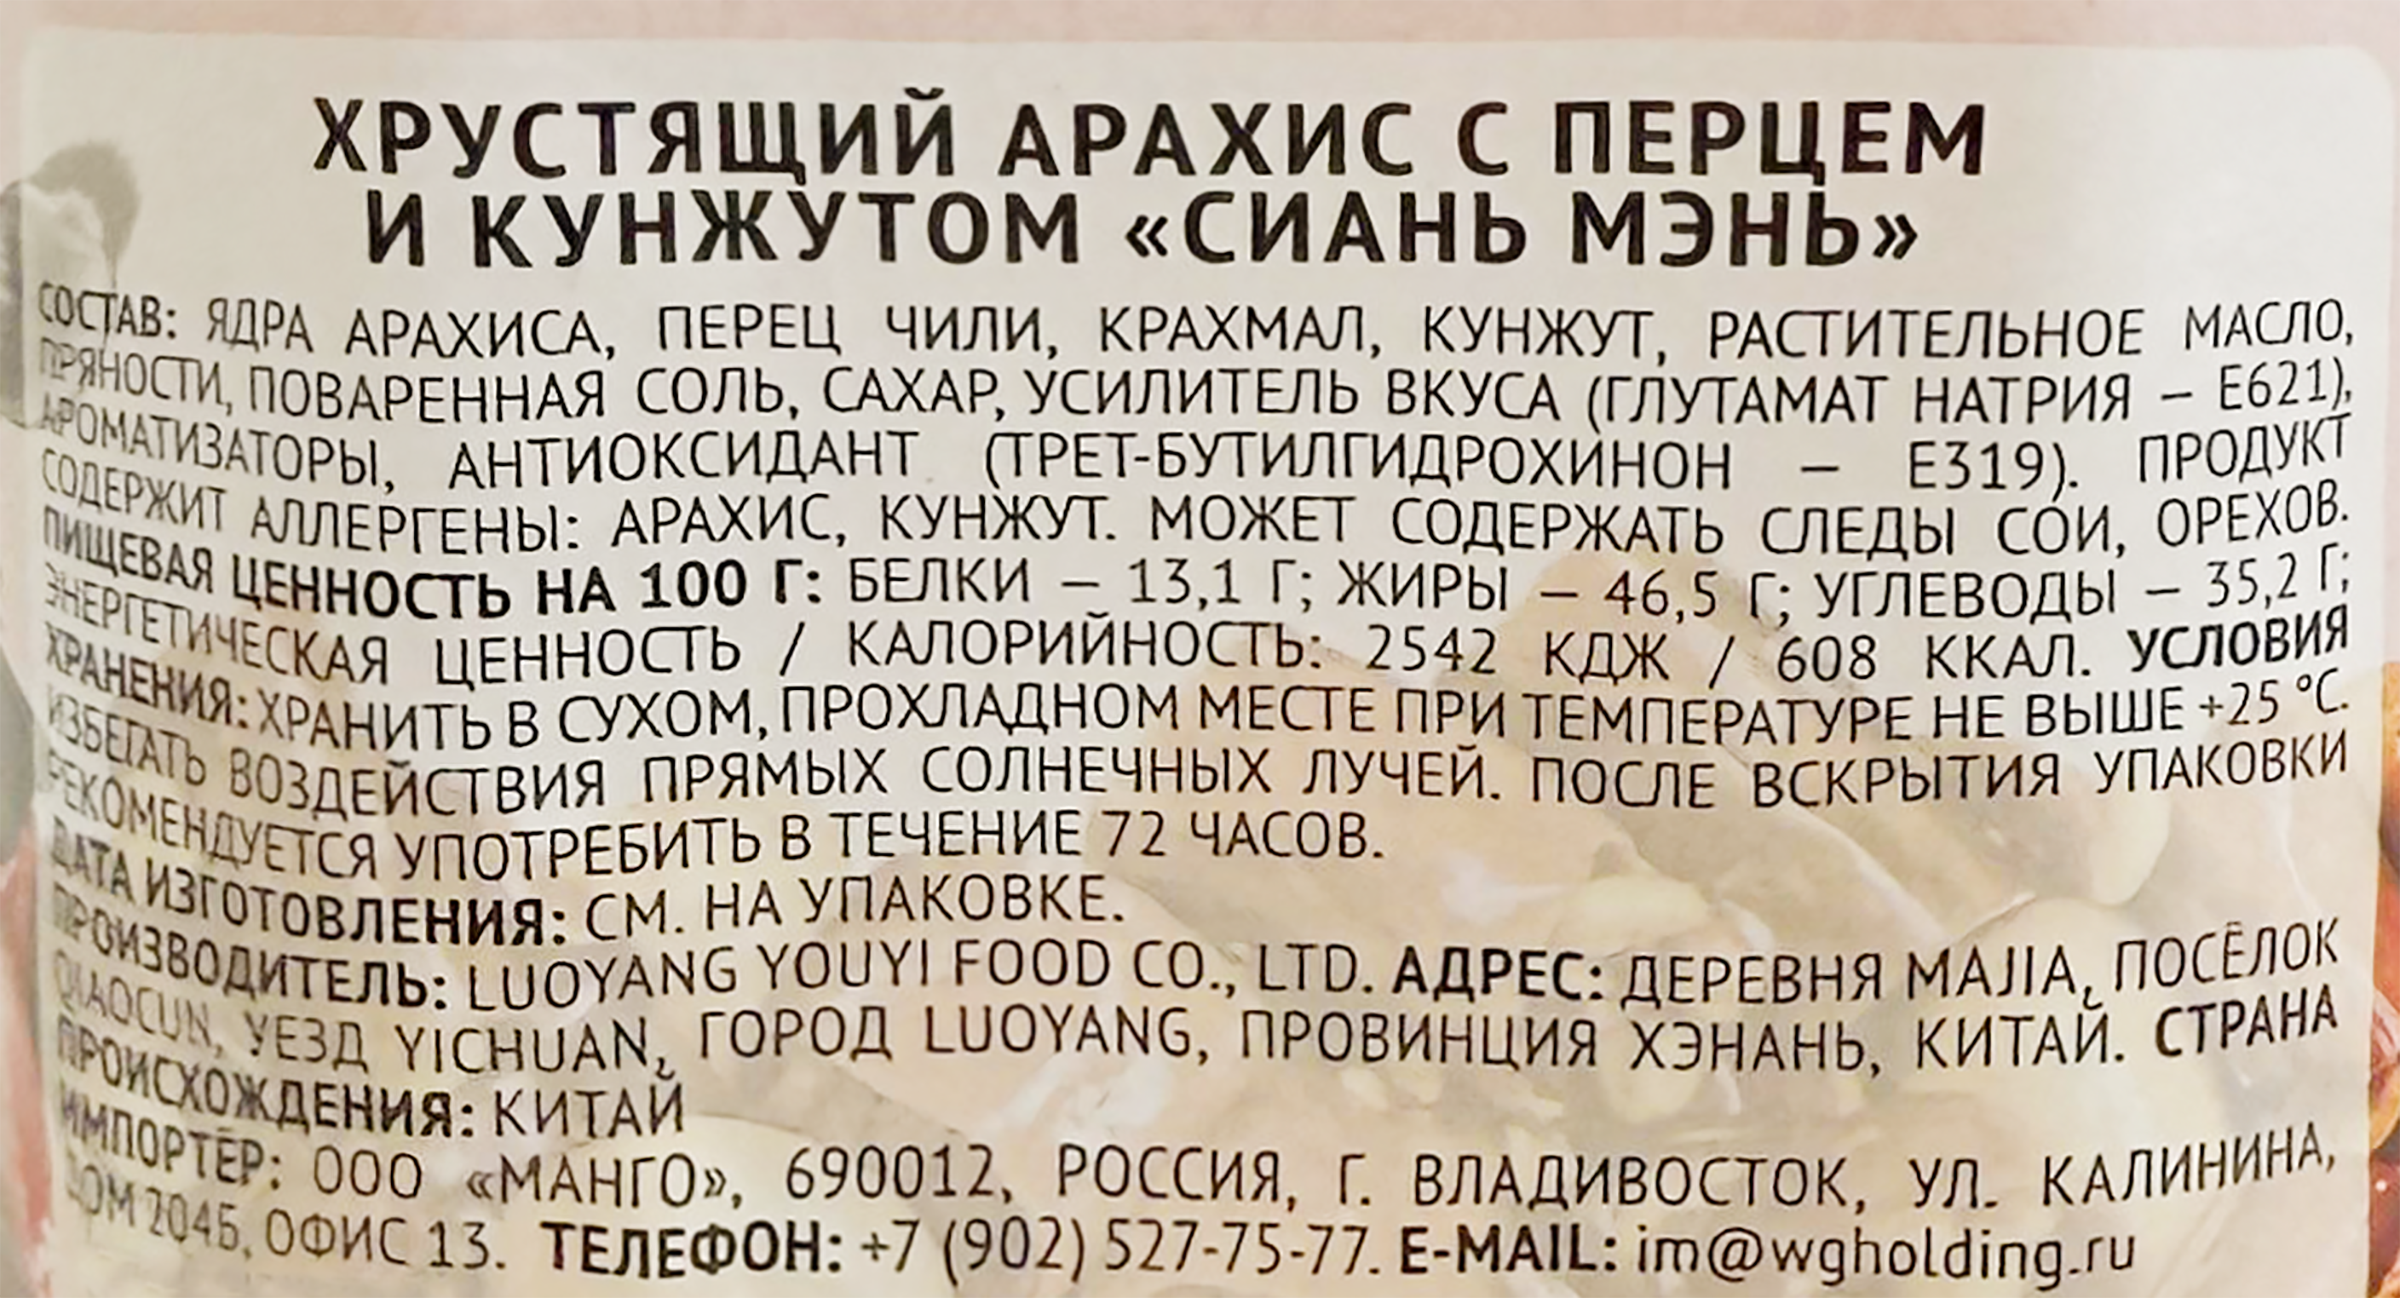 ХРУСТЯЩИЙ АРАХИС С ПЕРЦЕМ
И КУНЖУТОМ «СИАНЬ МЭНЬ»
СОСТАВ: ЯДРА АРАХИСА, ПЕРЕЦ ЧИЛИ, КРАХМАЛ, КУНЖУТ, РАСТИТЕЛЬНОЕ МАСЛО,
ПРЯНОСТИ, ПОВАРЕННАЯ СОЛЬ, САХАР, УСИЛИТЕЛЬ ВКУСА (ГЛУТАМАТ НАТРИЯ – Е621),
АРОМАТИЗАТОРЫ, АНТИОКСИДАНТ (ТРЕТ-БУТИЛГИДРОХИНОН – Е319). ПРОДУКТ
СОДЕРЖИТ АЛЛЕРГЕНЫ: АРАХИС, КУНЖУТ. МОЖЕТ СОДЕРЖАТЬ СЛЕДЫ СОИ, ОРЕХОВ.
ПИЩЕВАЯ ЦЕННОСТЬ НА 100 Г: БЕЛКИ – 13,1 Г; ЖИРЫ – 46,5 Г; УГЛЕВОДЫ – 35,2 Г;
ЭНЕРГЕТИЧЕСКАЯ ЦЕННОСТЬ / КАЛОРИЙНОСТЬ: 2542 КДЖ / 608 ККАЛ. УСЛОВИЯ
ХРАНЕНИЯ: ХРАНИТЬ В СУХОМ, ПРОХЛАДНОМ МЕСТЕ ПРИ ТЕМПЕРАТУРЕ НЕ ВЫШЕ +25 °С.
ИЗБЕГАТЬ ВОЗДЕЙСТВИЯ ПРЯМЫХ СОЛНЕЧНЫХ ЛУЧЕЙ. ПОСЛЕ ВСКРЫТИЯ УПАКОВКИ
РЕКОМЕНДУЕТСЯ УПОТРЕБИТЬ В ТЕЧЕНИЕ 72 ЧАСОВ.
ДАТА ИЗГОТОВЛЕНИЯ: СМ. НА УПАКОВКЕ.
ПРОИЗВОДИТЕЛЬ: LUOYANG YOUYI FOOD CO., LTD. АДРЕС: ДЕРЕВНЯ MAJIA, ПОСЁЛОК
QIAOCUN, УЕЗД YICHUAN, ГОРОД LUOYANG, ПРОВИНЦИЯ ХЭНАНЬ, КИТАЙ. СТРАНА
ПРОИСХОЖДЕНИЯ: КИТАЙ
ИМПОРТЁР: ООО «МАНГО», 690012, РОССИЯ, Г. ВЛАДИВОСТОК, УЛ. КАЛИНИНА,
ДОМ 204Б, ОФИС 13. ТЕЛЕФОН: +7 (902) 527-75-77. E-MAIL: im@wgholding.ru